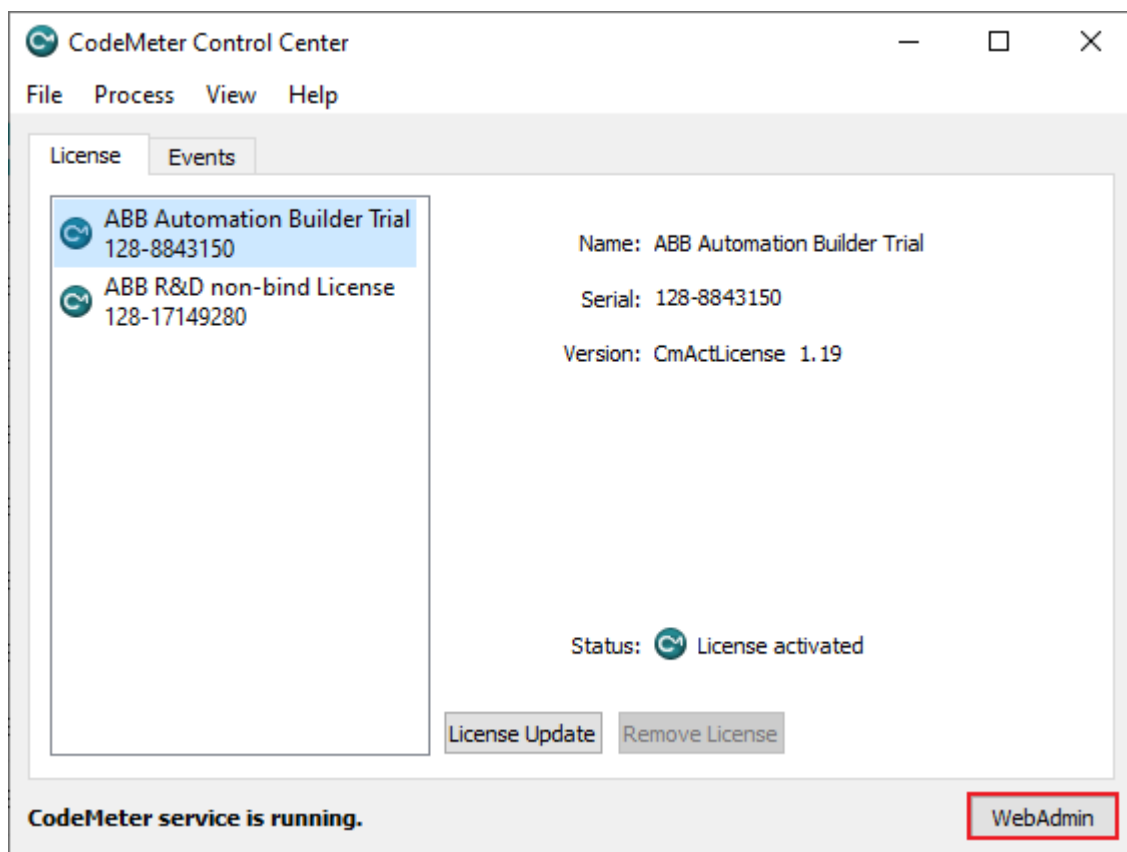 CodeMeter Control Center
File Process View Help
License Events
ABB Automation Builder Trial
128-8843150
ABB R&D non-bind License
128-17149280
Name: ABB Automation Builder Trial
Serial: 128-8843150
Version: CmActLicense 1.19
Status: License activated
License Update Remove License
CodeMeter service is running.
WebAdmin